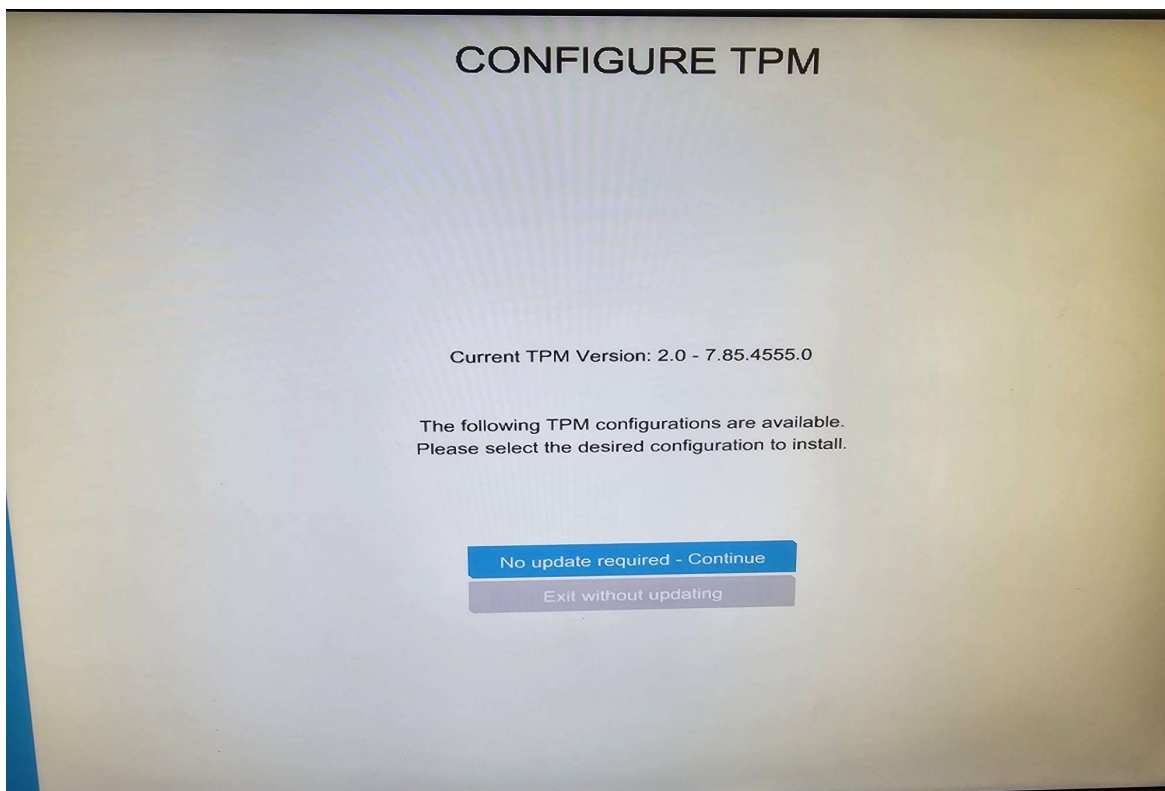 CONFIGURE TPM
Current TPM Version: 2.0 - 7.85.4555.0
The following TPM configurations are available.
Please select the desired configuration to install.
No update required - Continue
Exit without updating